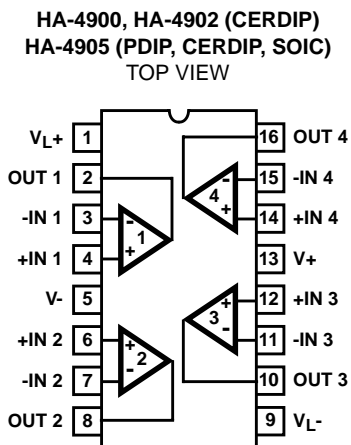 HA-4900, HA-4902 (CERDIP)
HA-4905 (PDIP, CERDIP, SOIC)
TOP VIEW
VL+ 1 16 OUT 4
OUT 1 2 15 -IN 4
-IN 1 3 14 +IN 4
+IN 1 4 13 V+
V- 5 12 +IN 3
+IN 2 6 11 -IN 3
-IN 2 7 10 OUT 3
OUT 2 8 9 VL-
- 1 +
- 4 +
+ 2 -
+ 3 -